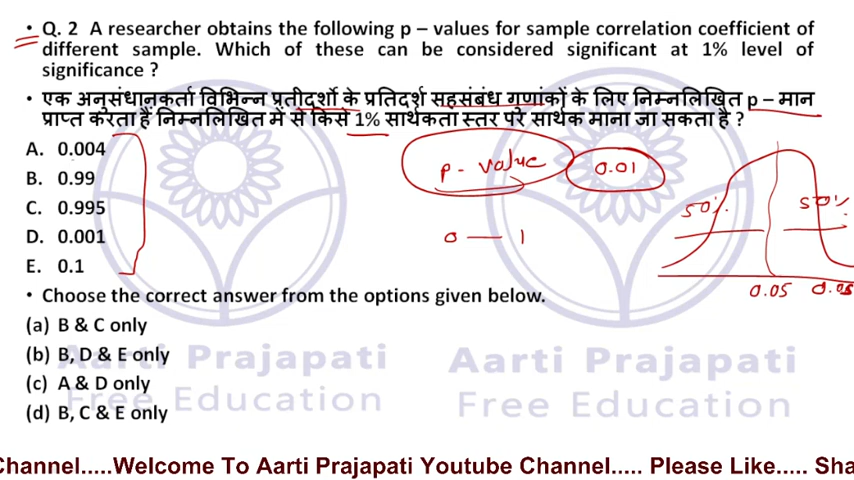 • Q. 2 A researcher obtains the following p – values for sample correlation coefficient of
different sample. Which of these can be considered significant at 1% level of
significance ?
• एक अनुसंधानकर्ता विभिन्न प्रतीदर्शो के प्रतिदर्श सहसंबंध गुणांकों के लिए निम्नलिखित p – मान
प्राप्त करता हैं निम्नलिखित में से किसे 1% सार्थकता स्तर पर सार्थक माना जा सकता है ?
A. 0.004
p - value 0.01
B. 0.99
C. 0.995
50% 50%
D. 0.001
0 — 1
E. 0.1
0.05 0.05
• Choose the correct answer from the options given below.
(a) B & C only
(b) B, D & E only
(c) A & D only
(d) B, C & E only
Aarti Prajapati Aarti Prajapati
Free Education Free Education
Channel.....Welcome To Aarti Prajapati Youtube Channel..... Please Like..... Sha